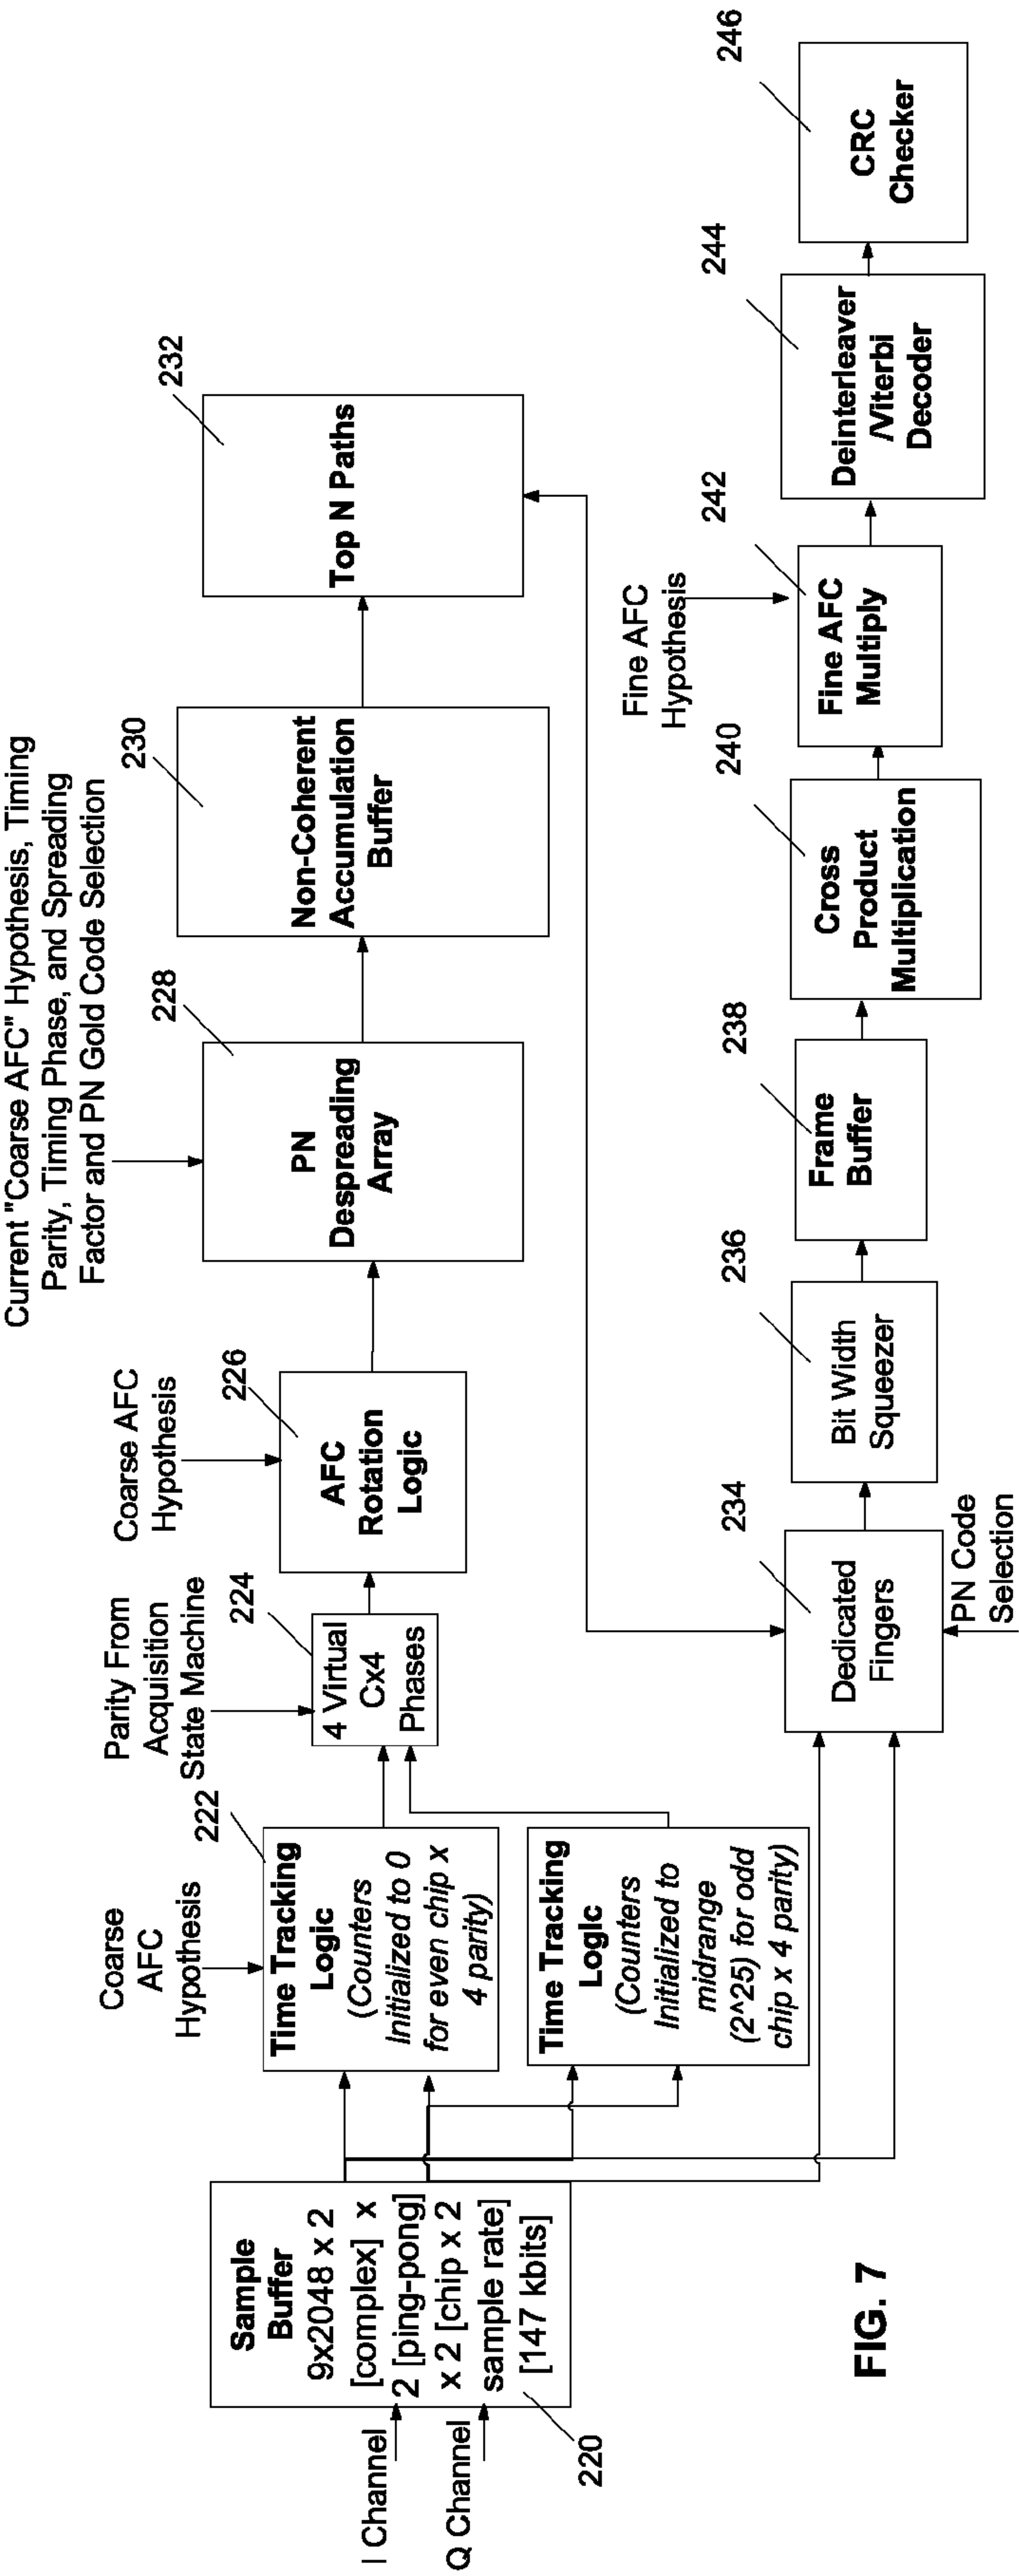 Current "Coarse AFC" Hypothesis, Timing
Parity, Timing Phase, and Spreading
Factor and PN Gold Code Selection
I Channel
Q Channel
Sample
Buffer
9x2048 x 2
[complex] x
2 [ping-pong]
x 2 [chip x 2
sample rate]
[147 kbits]
220
Coarse
AFC
Hypothesis
222
Time Tracking
Logic
(Counters
Initialized to 0
for even chip x
4 parity)
Time Tracking
Logic
(Counters
Initialized to
midrange
(2^25) for odd
chip x 4 parity)
Parity From
Acquisition
State Machine
224
4 Virtual
Cx4
Phases
Coarse AFC
Hypothesis
226
AFC
Rotation
Logic
228
PN
Despreading
Array
230
Non-Coherent
Accumulation
Buffer
232
Top N Paths
234
Dedicated
Fingers
PN Code
Selection
236
Bit Width
Squeezer
238
Frame
Buffer
240
Cross
Product
Multiplication
Fine AFC
Hypothesis
242
Fine AFC
Multiply
244
Deinterleaver
/Viterbi
Decoder
246
CRC
Checker
FIG. 7